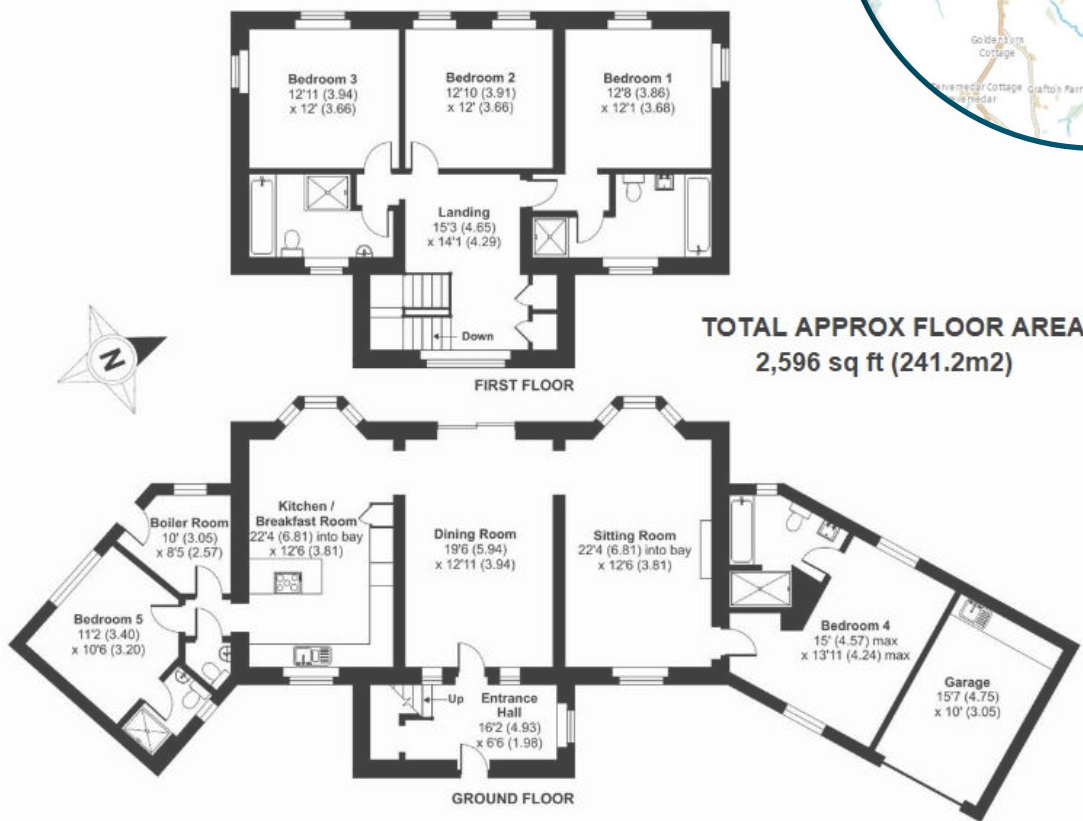 Goldenburn
Cottage
Tarvemedar Cottage
Grafton Farm
Bedroom 3
12'11 (3.94)
x 12' (3.66)
Bedroom 2
12'10 (3.91)
x 12' (3.66)
Bedroom 1
12'8 (3.86)
x 12'1 (3.68)
Landing
15'3 (4.65)
x 14'1 (4.29)
Down
FIRST FLOOR
N
TOTAL APPROX FLOOR AREA
2,596 sq ft (241.2m2)
Boiler Room
10' (3.05)
x 8'5 (2.57)
Kitchen /
Breakfast Room
22'4 (6.81) into bay
x 12'6 (3.81)
Dining Room
19'6 (5.94)
x 12'11 (3.94)
Sitting Room
22'4 (6.81) into bay
x 12'6 (3.81)
Bedroom 5
11'2 (3.40)
x 10'6 (3.20)
Bedroom 4
15' (4.57) max
x 13'11 (4.24) max
Garage
15'7 (4.75)
x 10' (3.05)
Up
Entrance
Hall
16'2 (4.93)
x 6'6 (1.98)
GROUND FLOOR